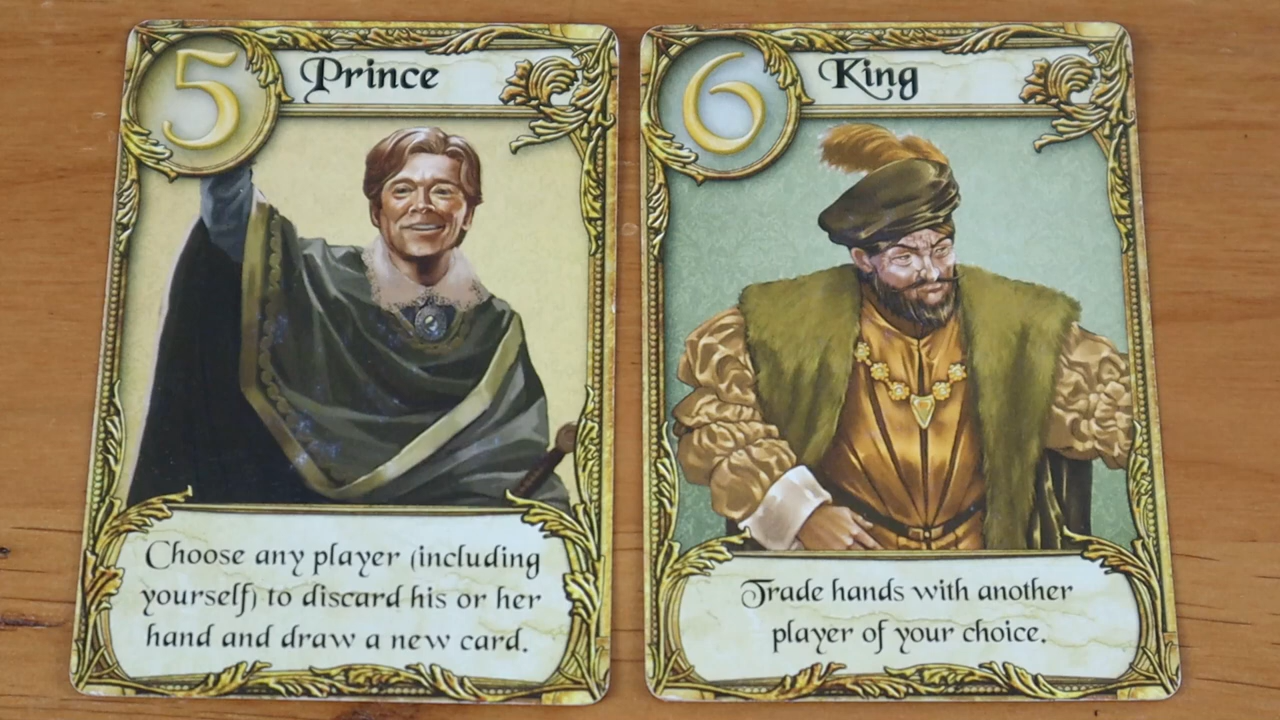 5 Prince
Choose any player (including
yourself) to discard his or her
hand and draw a new card.
6 King
Trade hands with another
player of your choice.